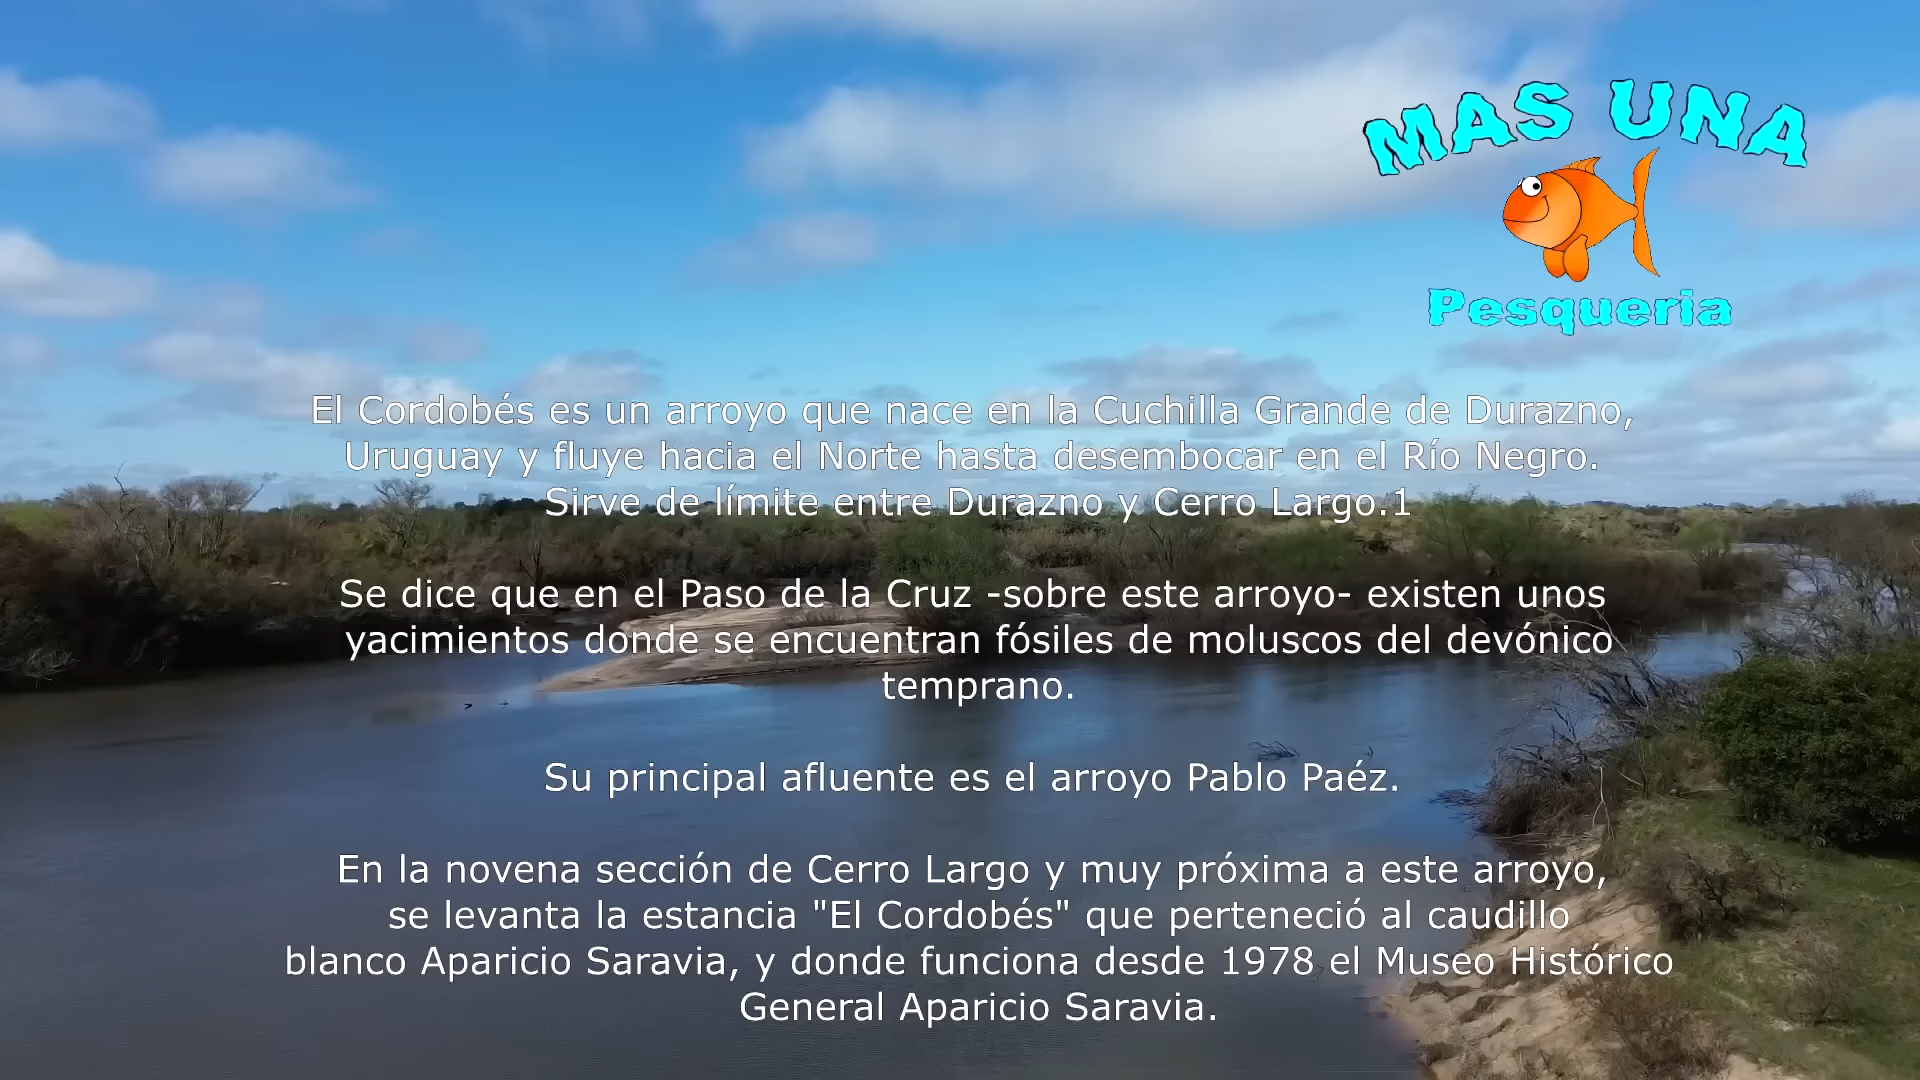 MAS UNA
Pesqueria
El Cordobés es un arroyo que nace en la Cuchilla Grande de Durazno,
Uruguay y fluye hacia el Norte hasta desembocar en el Río Negro.
Sirve de límite entre Durazno y Cerro Largo.1
Se dice que en el Paso de la Cruz -sobre este arroyo- existen unos
yacimientos donde se encuentran fósiles de moluscos del devónico
temprano.
Su principal afluente es el arroyo Pablo Paéz.
En la novena sección de Cerro Largo y muy próxima a este arroyo,
se levanta la estancia "El Cordobés" que perteneció al caudillo
blanco Aparicio Saravia, y donde funciona desde 1978 el Museo Histórico
General Aparicio Saravia.